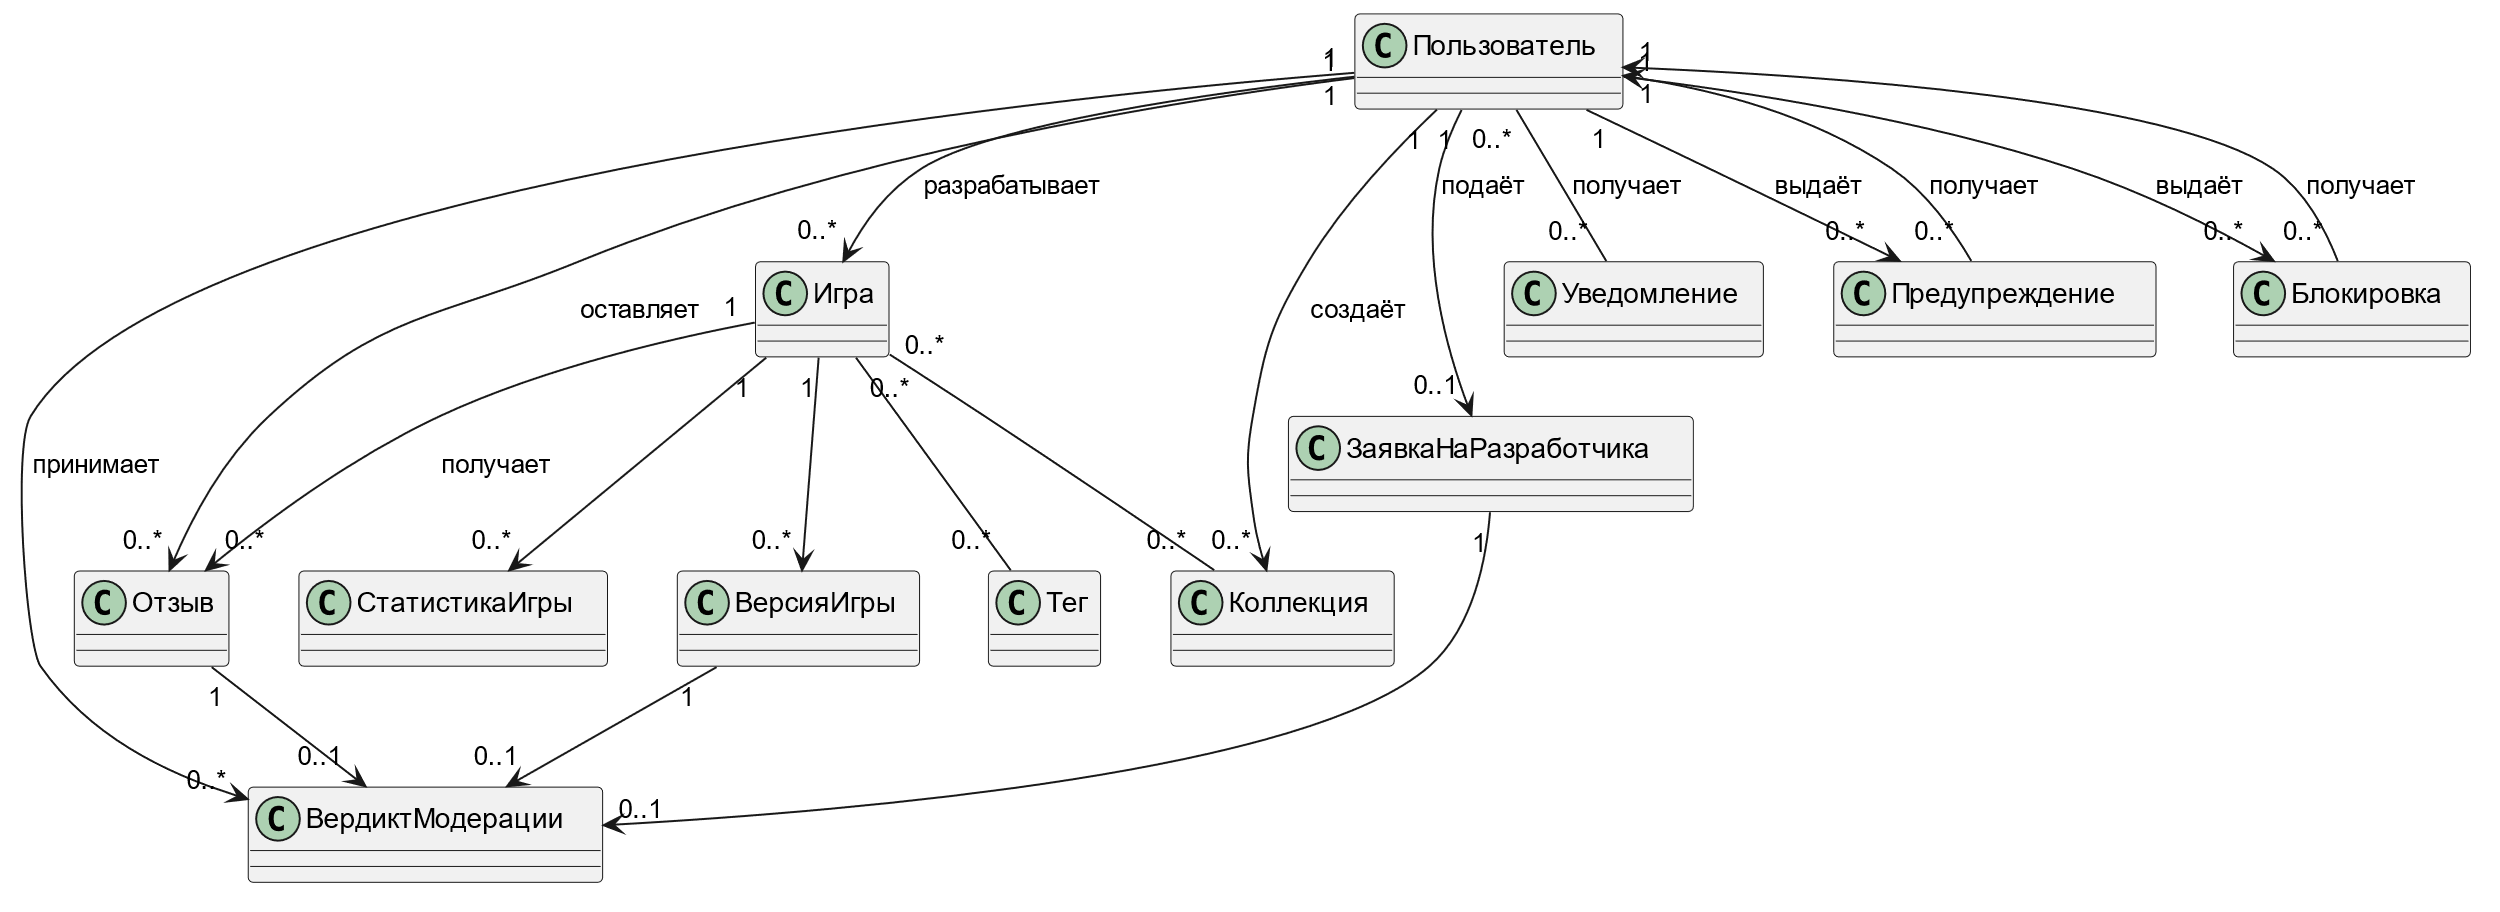 C Пользователь
1
1
1
1
1
1
1
1
0..*
1
разрабатывает
подаёт
получает
выдаёт
получает
выдаёт
получает
0..*
0..*
0..*
0..*
0..*
0..*
C Игра
C Уведомление
C Предупреждение
C Блокировка
оставляет
1
создаёт
0..*
1
1
0..*
0..1
C ЗаявкаНаРазработчика
принимает
получает
0..*
0..*
0..*
0..*
0..*
0..*
0..*
1
C Отзыв
C СтатистикаИгры
C ВерсияИгры
C Тег
C Коллекция
1
1
0..1
0..1
0..*
0..1
C ВердиктМодерации